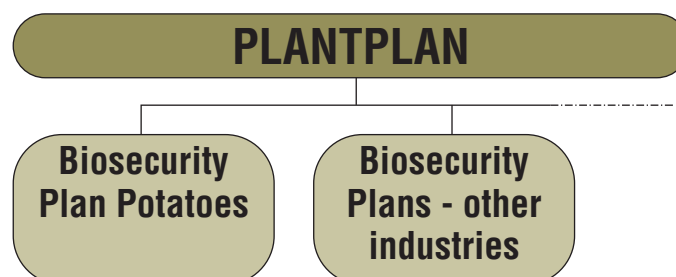 PLANTPLAN
Biosecurity
Plan Potatoes
Biosecurity
Plans - other
industries